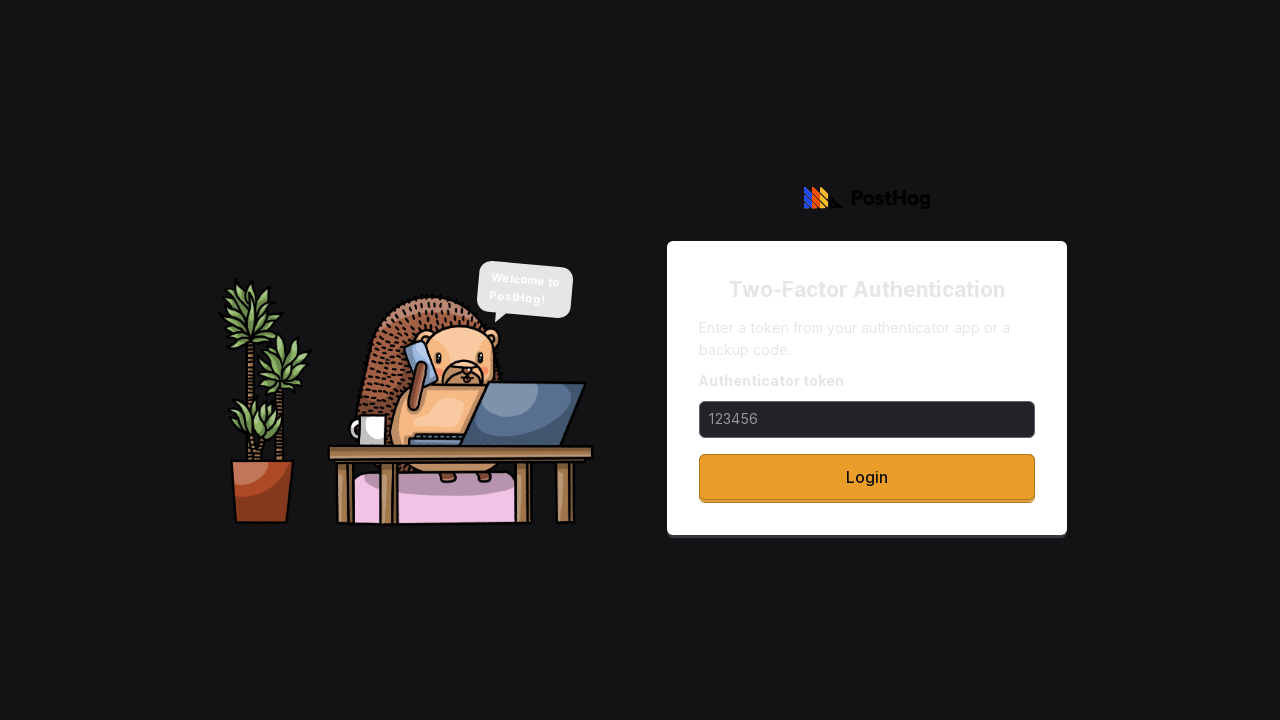 PostHog
Welcome to
PostHog!
Two-Factor Authentication
Enter a token from your authenticator app or a
backup code.
Authenticator token
123456
Login